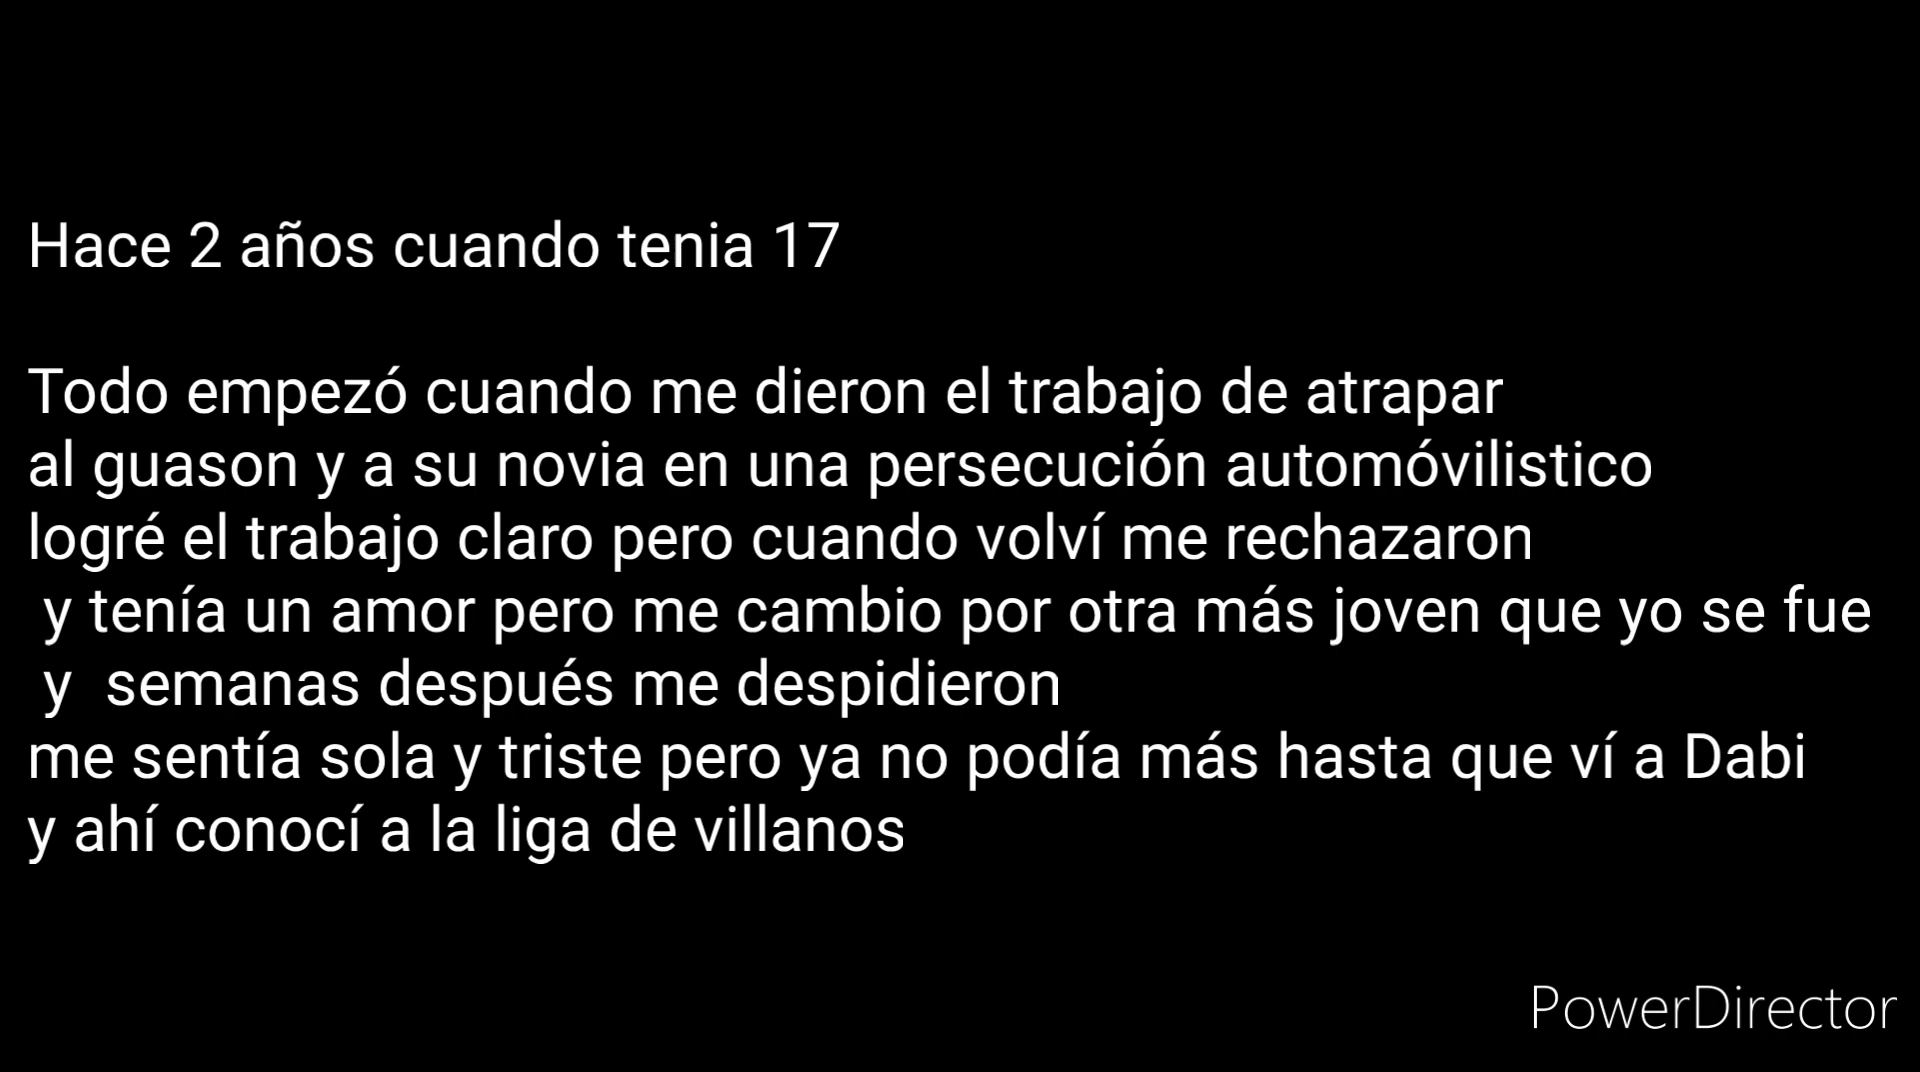 Hace 2 años cuando tenia 17
Todo empezó cuando me dieron el trabajo de atrapar
al guason y a su novia en una persecución automóvilistico
logré el trabajo claro pero cuando volví me rechazaron
y tenía un amor pero me cambio por otra más joven que yo se fue
y semanas después me despidieron
me sentía sola y triste pero ya no podía más hasta que ví a Dabi
y ahí conocí a la liga de villanos
PowerDirector